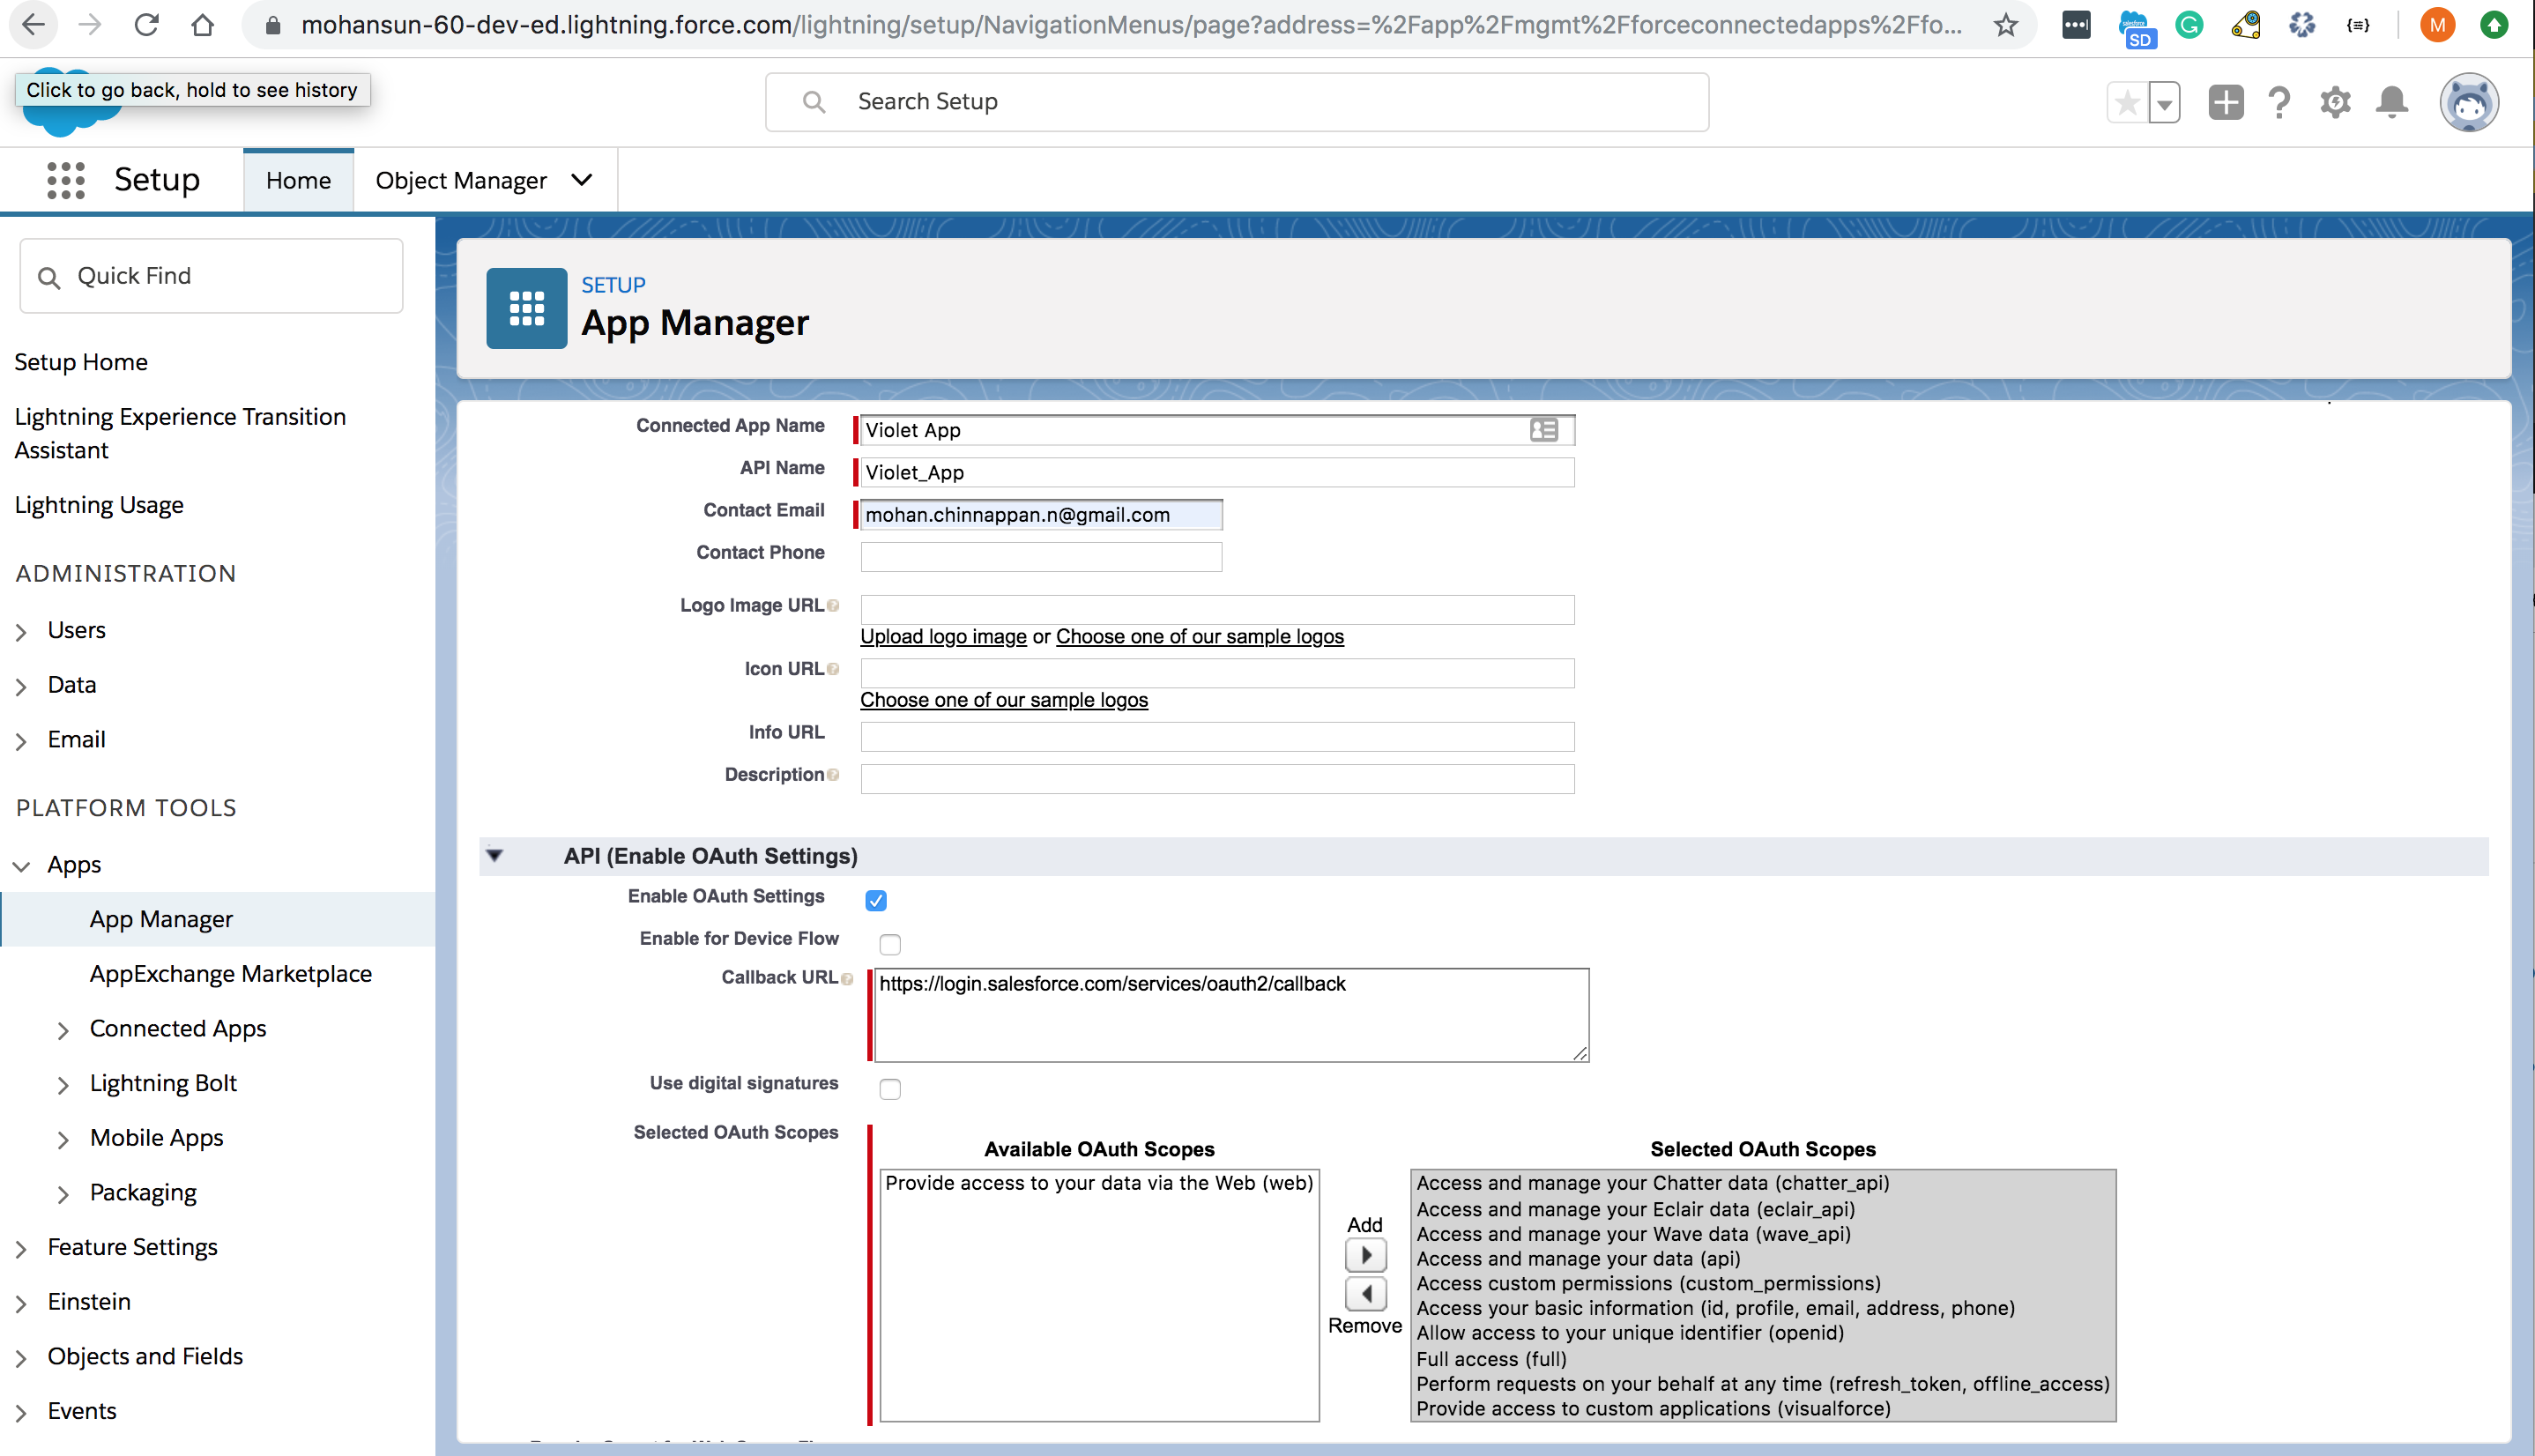 mohansun-60-dev-ed.lightning.force.com/lightning/setup/NavigationMenus/page?address=%2Fapp%2Fmgmt%2Fforceconnectedapps%2Ffo...
SD
M
Click to go back, hold to see history
Search Setup
Setup
Home
Object Manager
Quick Find
Setup Home
Lightning Experience Transition
Assistant
Lightning Usage
ADMINISTRATION
Users
Data
Email
PLATFORM TOOLS
Apps
App Manager
AppExchange Marketplace
Connected Apps
Lightning Bolt
Mobile Apps
Packaging
Feature Settings
Einstein
Objects and Fields
Events
SETUP
App Manager
Connected App Name Violet App
API Name Violet_App
Contact Email mohan.chinnappan.n@gmail.com
Contact Phone
Logo Image URL
Upload logo image or Choose one of our sample logos
Icon URL
Choose one of our sample logos
Info URL
Description
API (Enable OAuth Settings)
Enable OAuth Settings
Enable for Device Flow
Callback URL https://login.salesforce.com/services/oauth2/callback
Use digital signatures
Selected OAuth Scopes
Available OAuth Scopes
Provide access to your data via the Web (web)
Add
Remove
Selected OAuth Scopes
Access and manage your Chatter data (chatter_api)
Access and manage your Eclair data (eclair_api)
Access and manage your Wave data (wave_api)
Access and manage your data (api)
Access custom permissions (custom_permissions)
Access your basic information (id, profile, email, address, phone)
Allow access to your unique identifier (openid)
Full access (full)
Perform requests on your behalf at any time (refresh_token, offline_access)
Provide access to custom applications (visualforce)